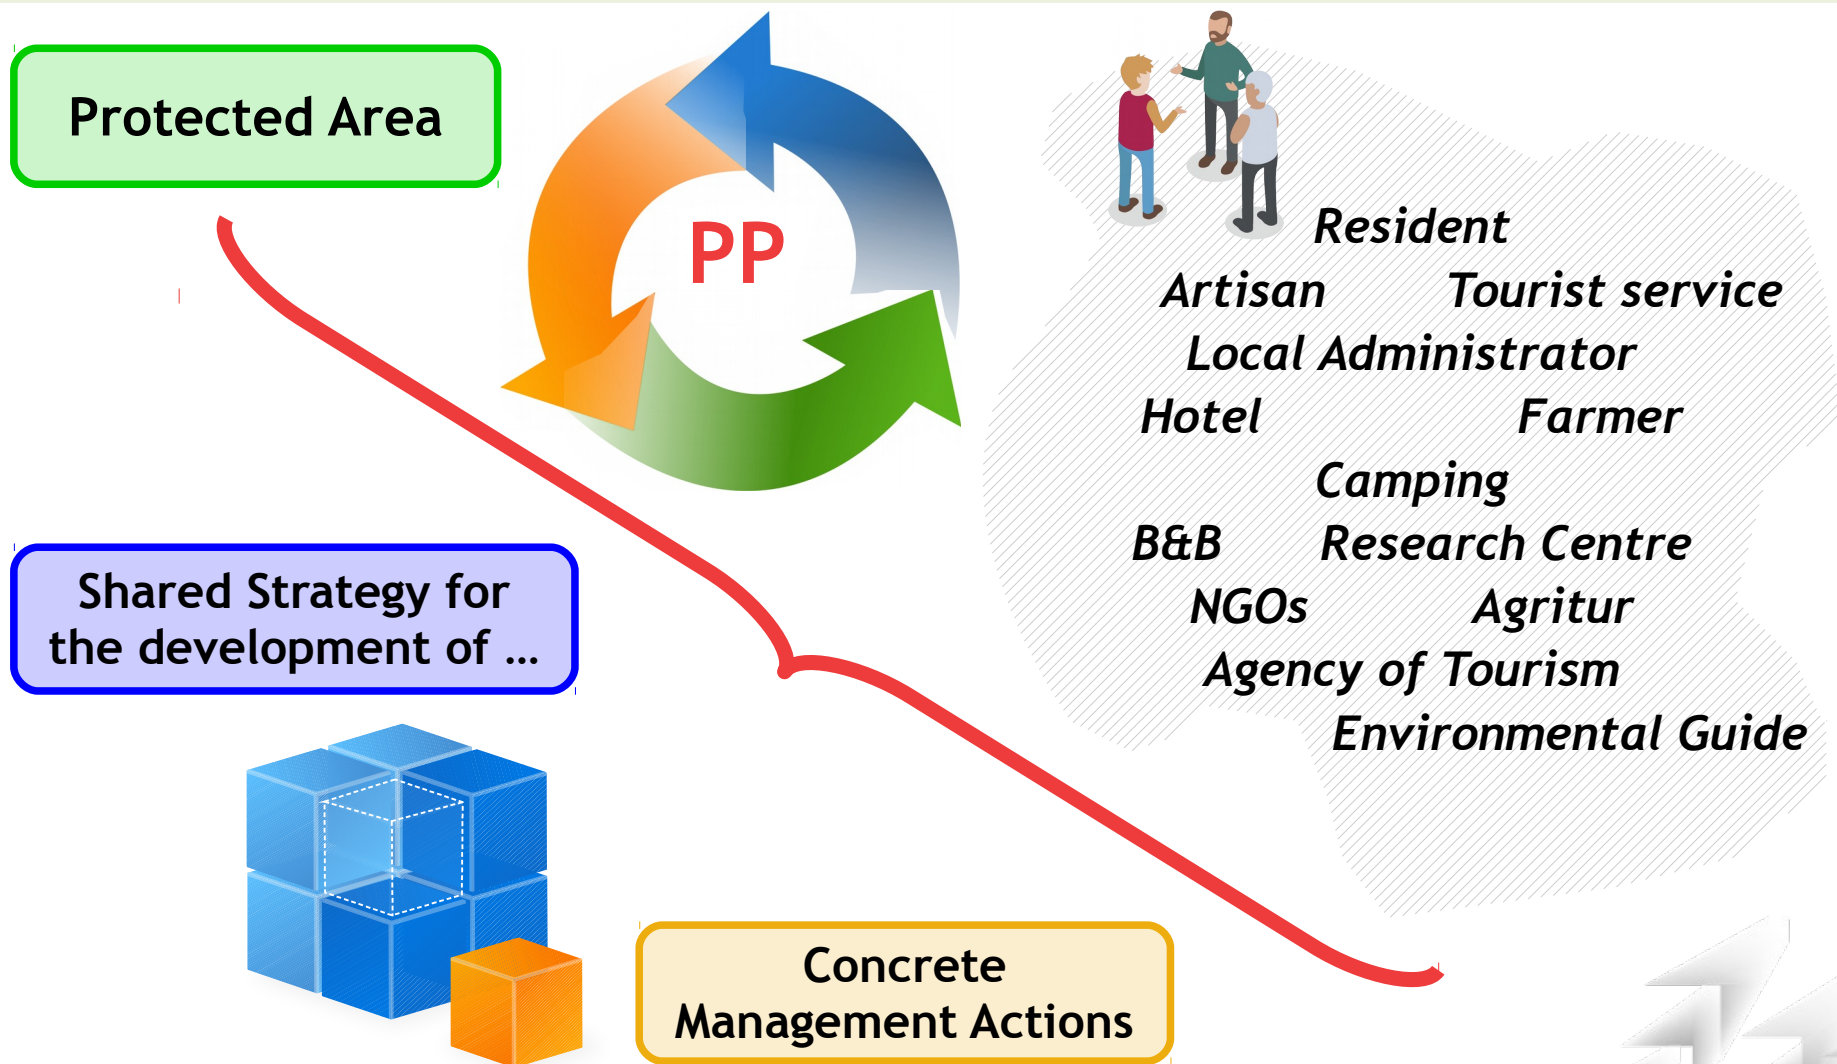 Protected Area
PP
Resident
Artisan Tourist service
Local Administrator
Hotel Farmer
Camping
B&B Research Centre
NGOs Agritur
Agency of Tourism
Environmental Guide
Shared Strategy for
the development of ...
Concrete
Management Actions